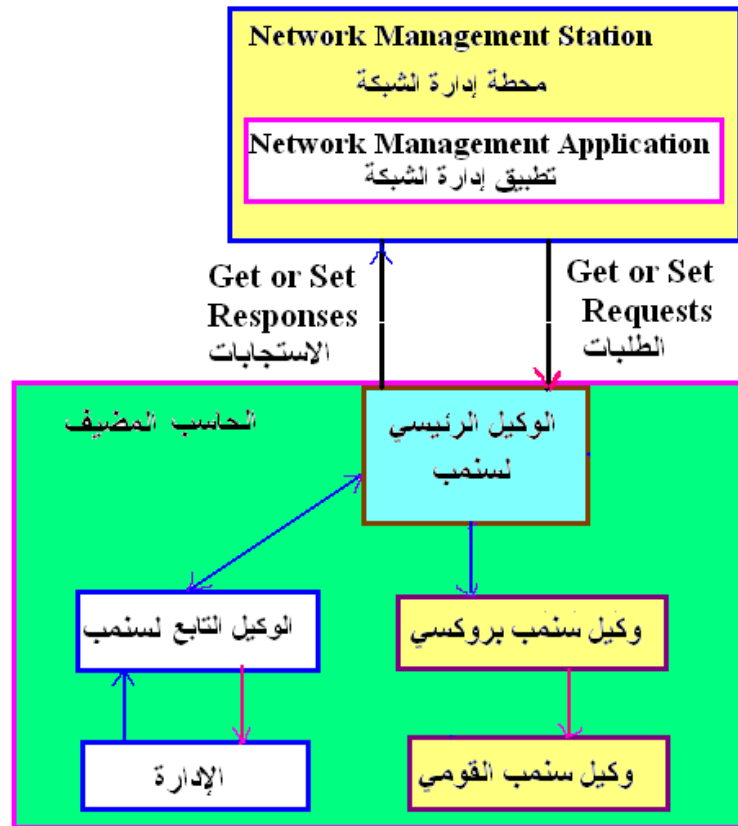 Network Management Station
محطة إدارة الشبكة
Network Management Application
تطبيق إدارة الشبكة
Get or Set
Responses
الاستجابات
Get or Set
Requests
الطلبات
الحاسب المضيف
الوكيل الرئيسي
لسنمب
الوكيل التابع لسنمب
وكيل سنمب بروكسي
الإدارة
وكيل سنمب القومي